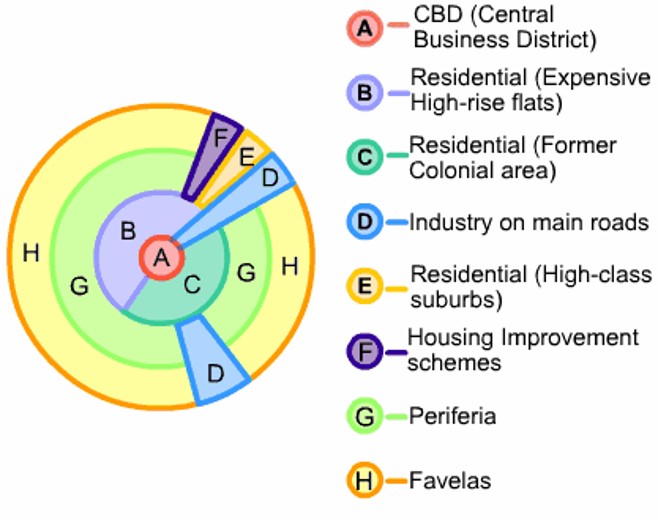 F
E
D
B
H
A
G
H
C
G
D
A CBD (Central
Business District)
B Residential (Expensive
High-rise flats)
C Residential (Former
Colonial area)
D Industry on main roads
E Residential (High-class
suburbs)
F Housing Improvement
schemes
G Periferia
H Favelas